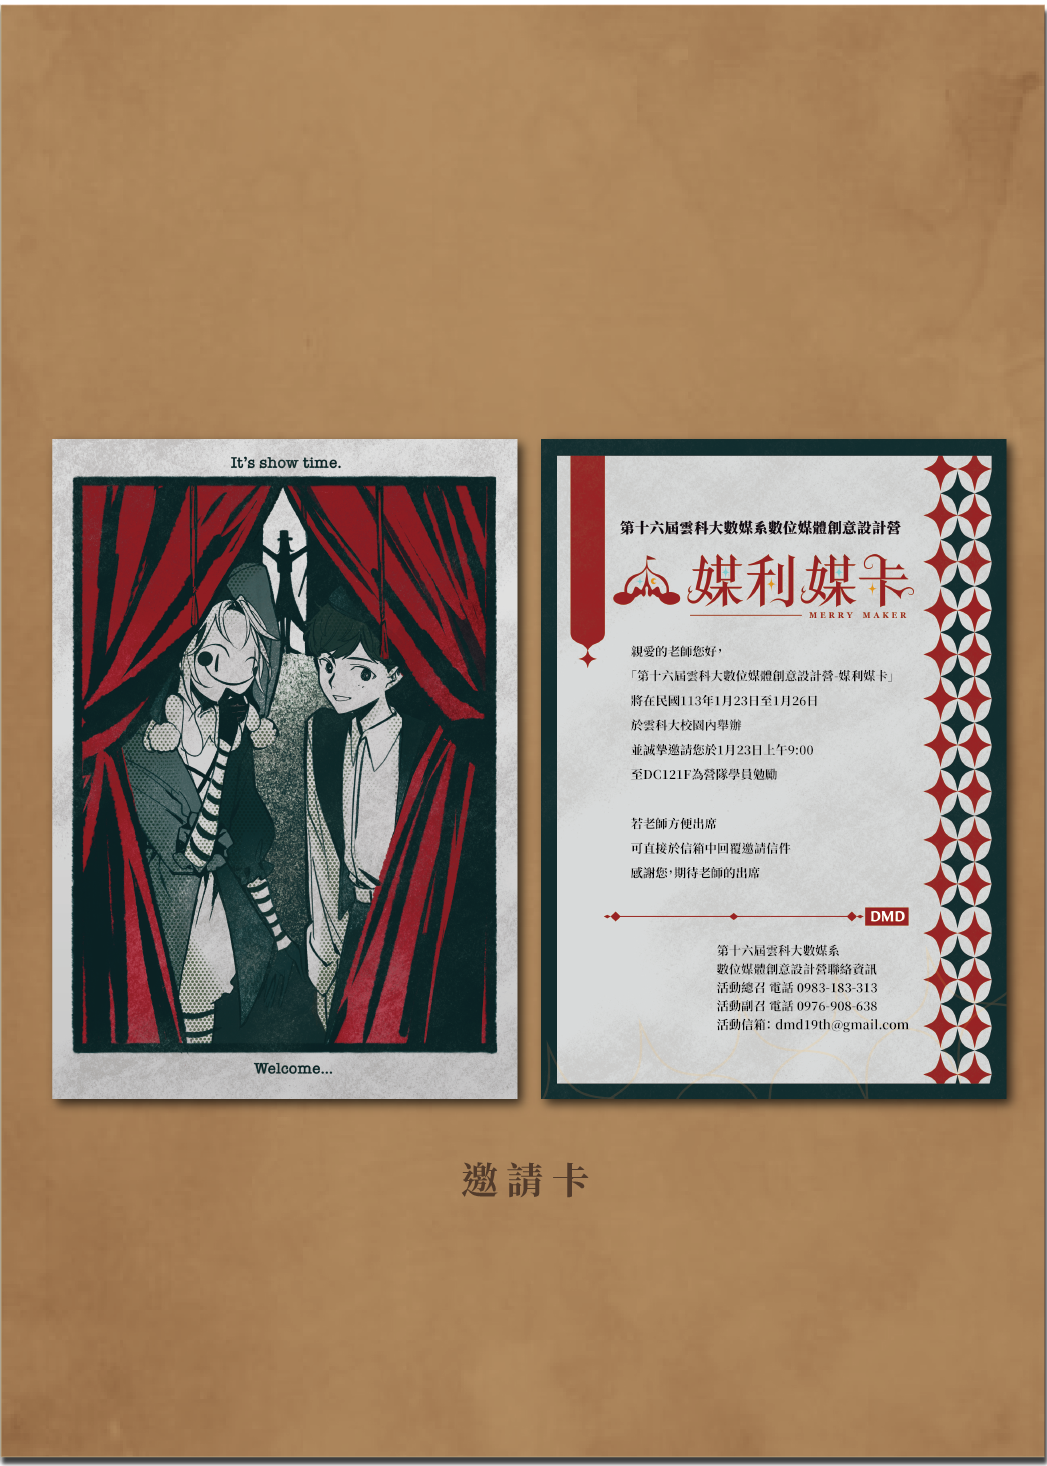 It's show time.
Welcome...
第十六屆雲科大數媒系數位媒體創意設計營
媒利媒卡
MERRY MAKER
親愛的老師您好，
「第十六屆雲科大數位媒體創意設計營-媒利媒卡」
將在民國113年1月23日至1月26日
於雲科大校園內舉辦
並誠摯邀請您於1月23日上午9:00
至DC121F為營隊學員勉勵
若老師方便出席
可直接於信箱中回覆邀請信件
感謝您，期待老師的出席
DMD
第十六屆雲科大數媒系
數位媒體創意設計營聯絡資訊
活動總召 電話 0983-183-313
活動副召 電話 0976-908-638
活動信箱：dmd19th@gmail.com
邀請卡